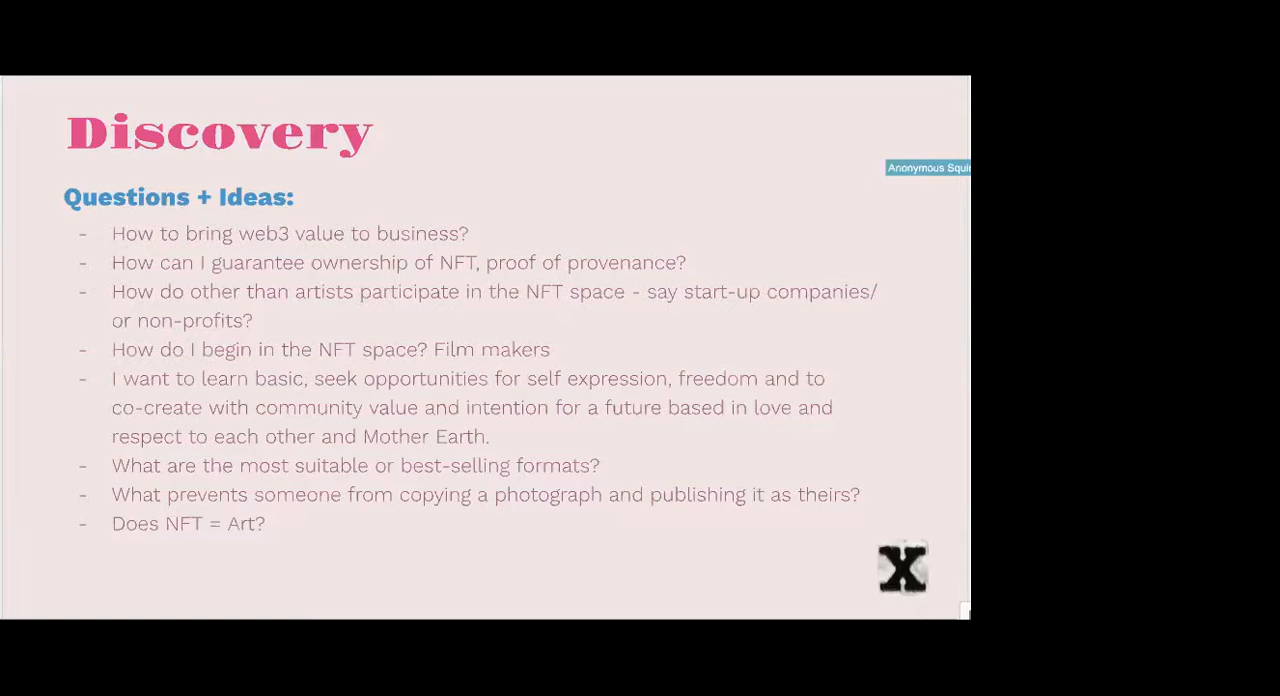 Discovery
Anonymous Squi
Questions + Ideas:
- How to bring web3 value to business?
- How can I guarantee ownership of NFT, proof of provenance?
- How do other than artists participate in the NFT space - say start-up companies/
or non-profits?
- How do I begin in the NFT space? Film makers
- I want to learn basic, seek opportunities for self expression, freedom and to
co-create with community value and intention for a future based in love and
respect to each other and Mother Earth.
- What are the most suitable or best-selling formats?
- What prevents someone from copying a photograph and publishing it as theirs?
- Does NFT = Art?
X